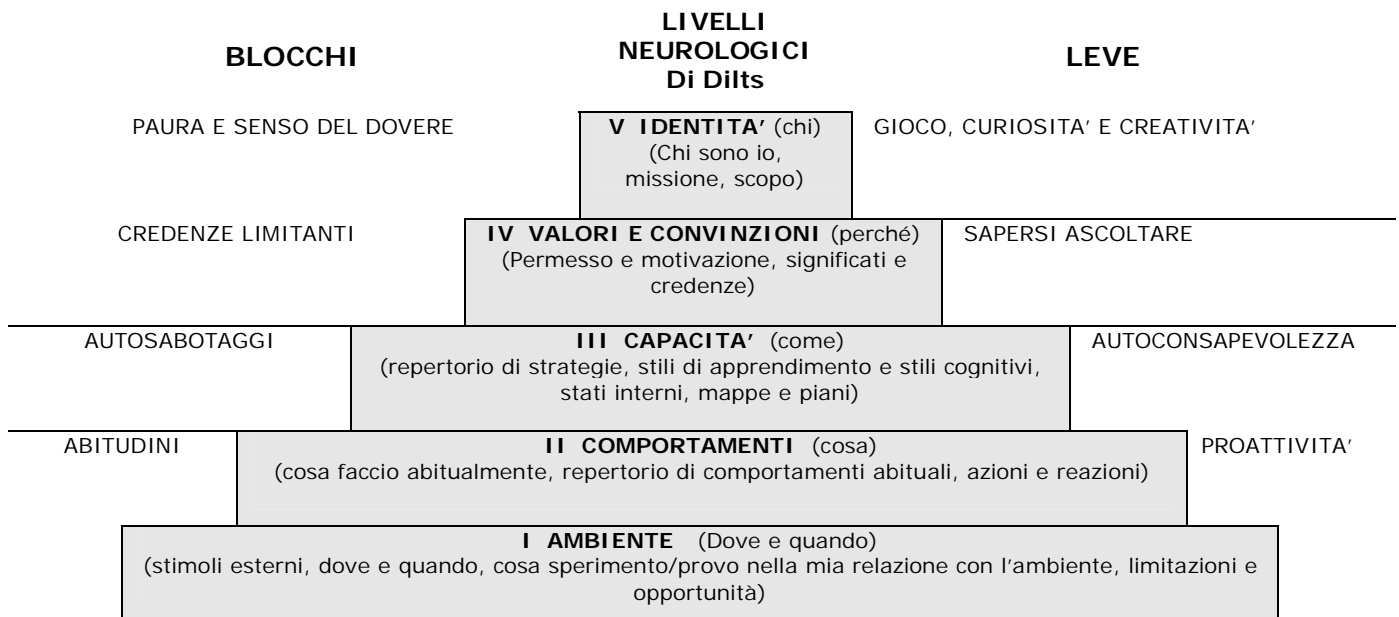 BLOCCHI
LIVELLI
NEUROLOGICI
Di Dilts
LEVE
PAURA E SENSO DEL DOVERE
V IDENTITA’ (chi)
(Chi sono io,
missione, scopo)
GIOCO, CURIOSITA’ E CREATIVITA’
CREDENZE LIMITANTI
IV VALORI E CONVINZIONI (perché)
(Permesso e motivazione, significati e
credenze)
SAPERSI ASCOLTARE
AUTOSABOTAGGI
III CAPACITA’ (come)
(repertorio di strategie, stili di apprendimento e stili cognitivi,
stati interni, mappe e piani)
AUTOCONSAPEVOLEZZA
ABITUDINI
II COMPORTAMENTI (cosa)
(cosa faccio abitualmente, repertorio di comportamenti abituali, azioni e reazioni)
PROATTIVITA’
I AMBIENTE (Dove e quando)
(stimoli esterni, dove e quando, cosa sperimento/provo nella mia relazione con l’ambiente, limitazioni e
opportunità)